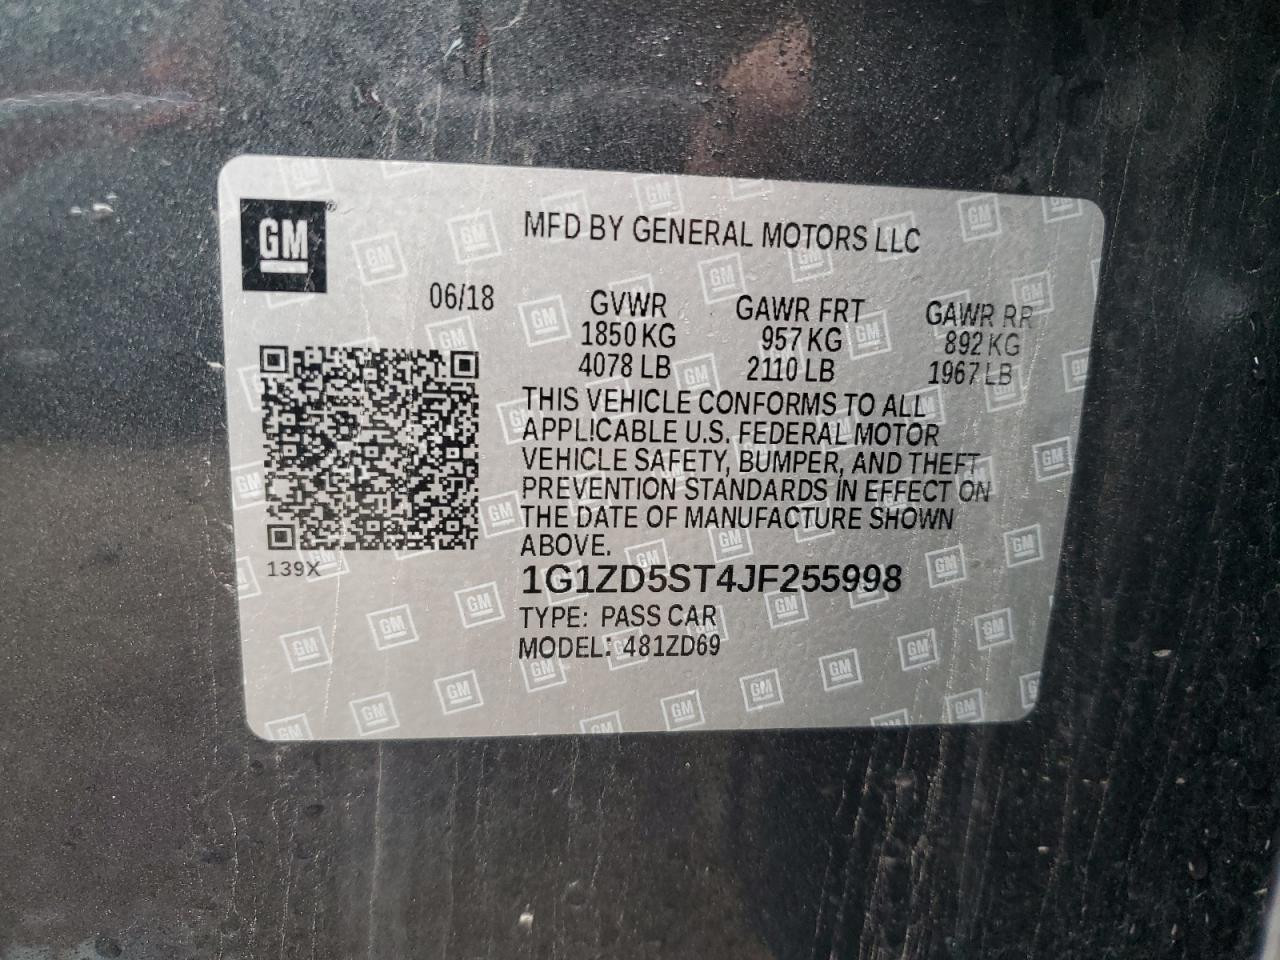 GM
MFD BY GENERAL MOTORS LLC
06/18
GVWR GAWR FRT GAWR RR
1850 KG 957 KG 892 KG
4078 LB 2110 LB 1967 LB
THIS VEHICLE CONFORMS TO ALL
APPLICABLE U.S. FEDERAL MOTOR
VEHICLE SAFETY, BUMPER, AND THEFT
PREVENTION STANDARDS IN EFFECT ON
THE DATE OF MANUFACTURE SHOWN
ABOVE.
139X
1G1ZD5ST4JF255998
TYPE: PASS CAR
MODEL: 481ZD69